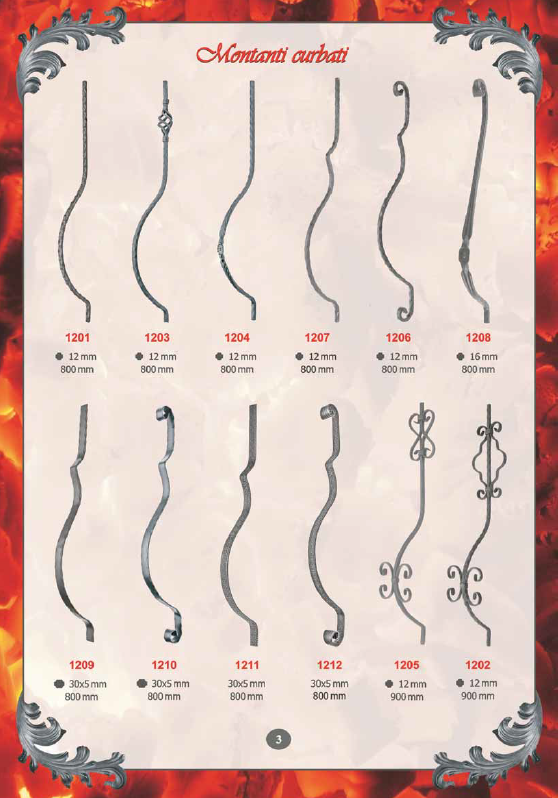 Montanti curbati
1201 1203 1204 1207 1206 1208
12 mm 12 mm 12 mm 12 mm 12 mm 16 mm
800 mm 800 mm 800 mm 800 mm 800 mm 800 mm
1209 1210 1211 1212 1205 1202
30x5 mm 30x5 mm 30x5 mm 30x5 mm 12 mm 12 mm
800 mm 800 mm 800 mm 800 mm 900 mm 900 mm
3